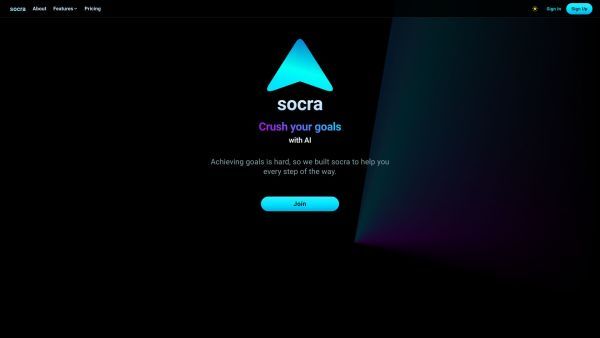 socra About Features Pricing Sign In Sign Up
socra
Crush your goals
with AI
Achieving goals is hard, so we built socra to help you
every step of the way.
Join